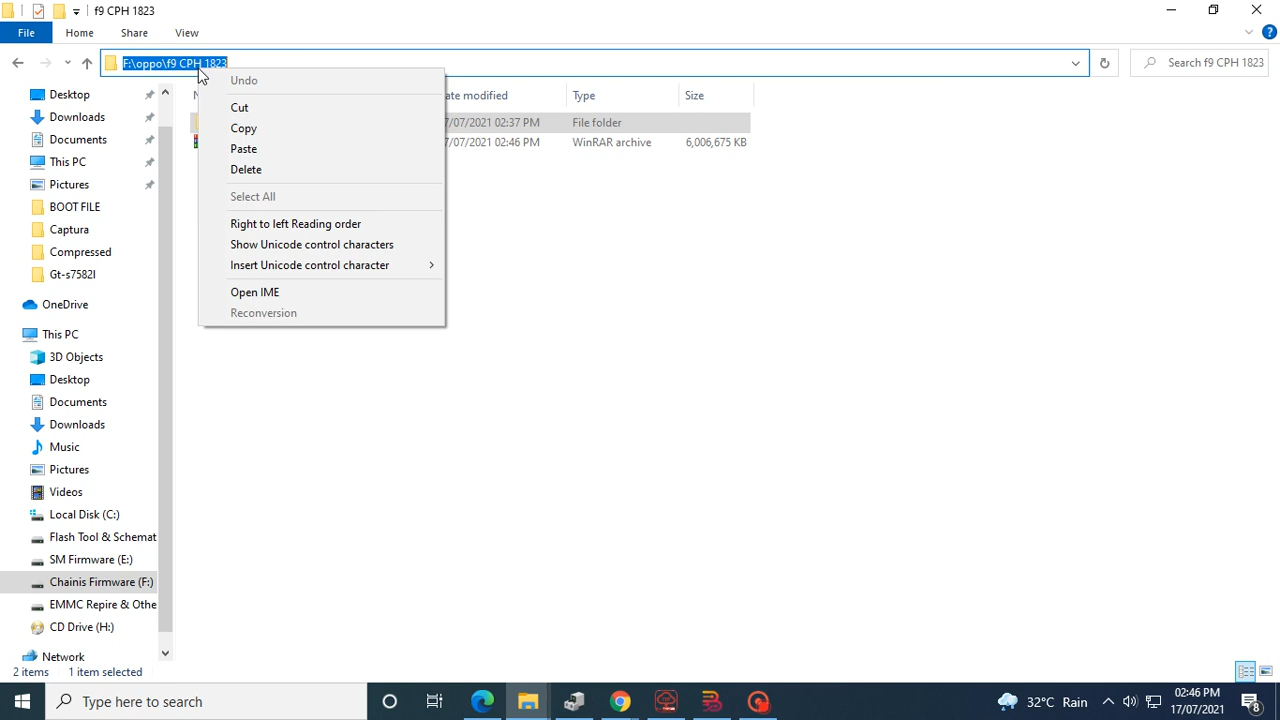 f9 CPH 1823
File
Home
Share
View
F:\oppo\f9 CPH 1823
Search f9 CPH 1823
ate modified
Type
Size
7/07/2021 02:37 PM
File folder
7/07/2021 02:46 PM
WinRAR archive
6,006,675 KB
Undo
Cut
Copy
Paste
Delete
Select All
Right to left Reading order
Show Unicode control characters
Insert Unicode control character
Open IME
Reconversion
Desktop
Downloads
Documents
This PC
Pictures
BOOT FILE
Captura
Compressed
Gt-s7582I
OneDrive
This PC
3D Objects
Desktop
Documents
Downloads
Music
Pictures
Videos
Local Disk (C:)
Flash Tool & Schemat
SM Firmware (E:)
Chainis Firmware (F:)
EMMC Repire & Othe
CD Drive (H:)
Network
2 items
1 item selected
Type here to search
32°C Rain
02:46 PM
17/07/2021
8